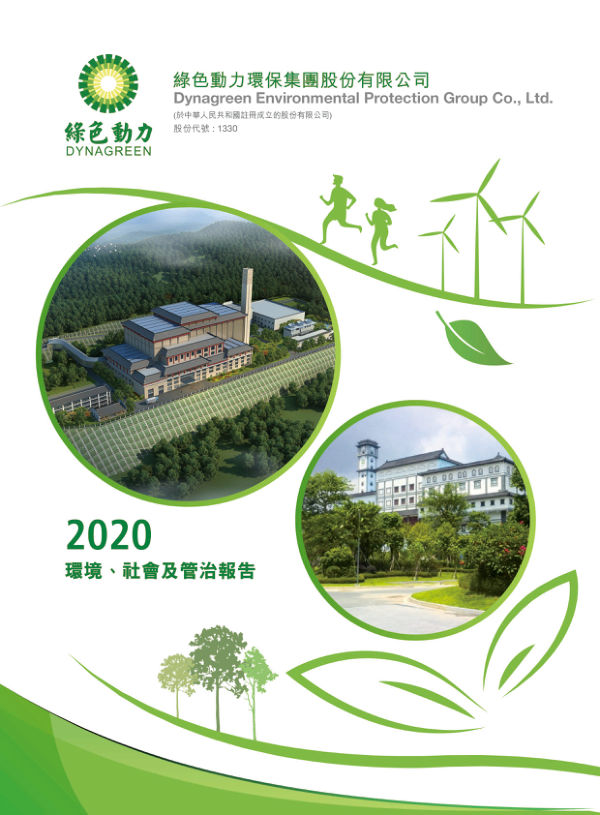 綠色動力
DYNAGREEN
綠色動力環保集團股份有限公司
Dynagreen Environmental Protection Group Co., Ltd.
(於中華人民共和國註冊成立的股份有限公司)
股份代號 : 1330
2020
環境、社會及管治報告